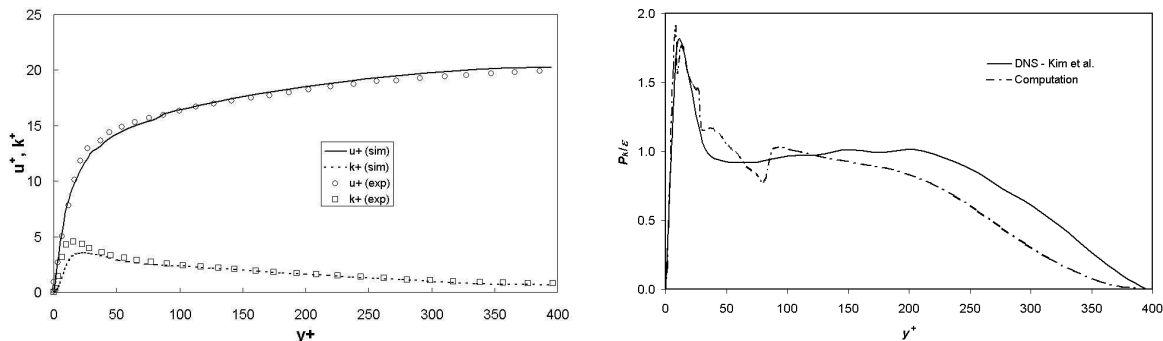 25
20
15
10
5
0
u⁺, k⁺
0 50 100 150 200 250 300 350 400
y+
u+ (sim)
k+ (sim)
u+ (exp)
k+ (exp)
2.0
1.5
1.0
0.5
0.0
Pₖ/ε
0 50 100 150 200 250 300 350 400
y⁺
DNS - Kim et al.
Computation